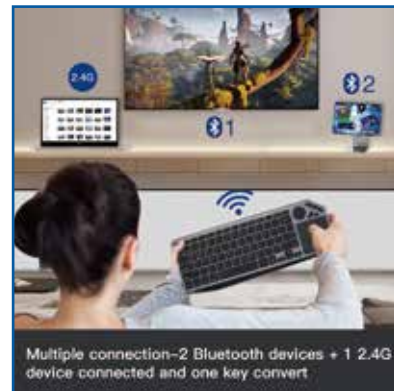 2.4G
1
2
Multiple connection-2 Bluetooth devices + 1 2.4G
device connected and one key convert